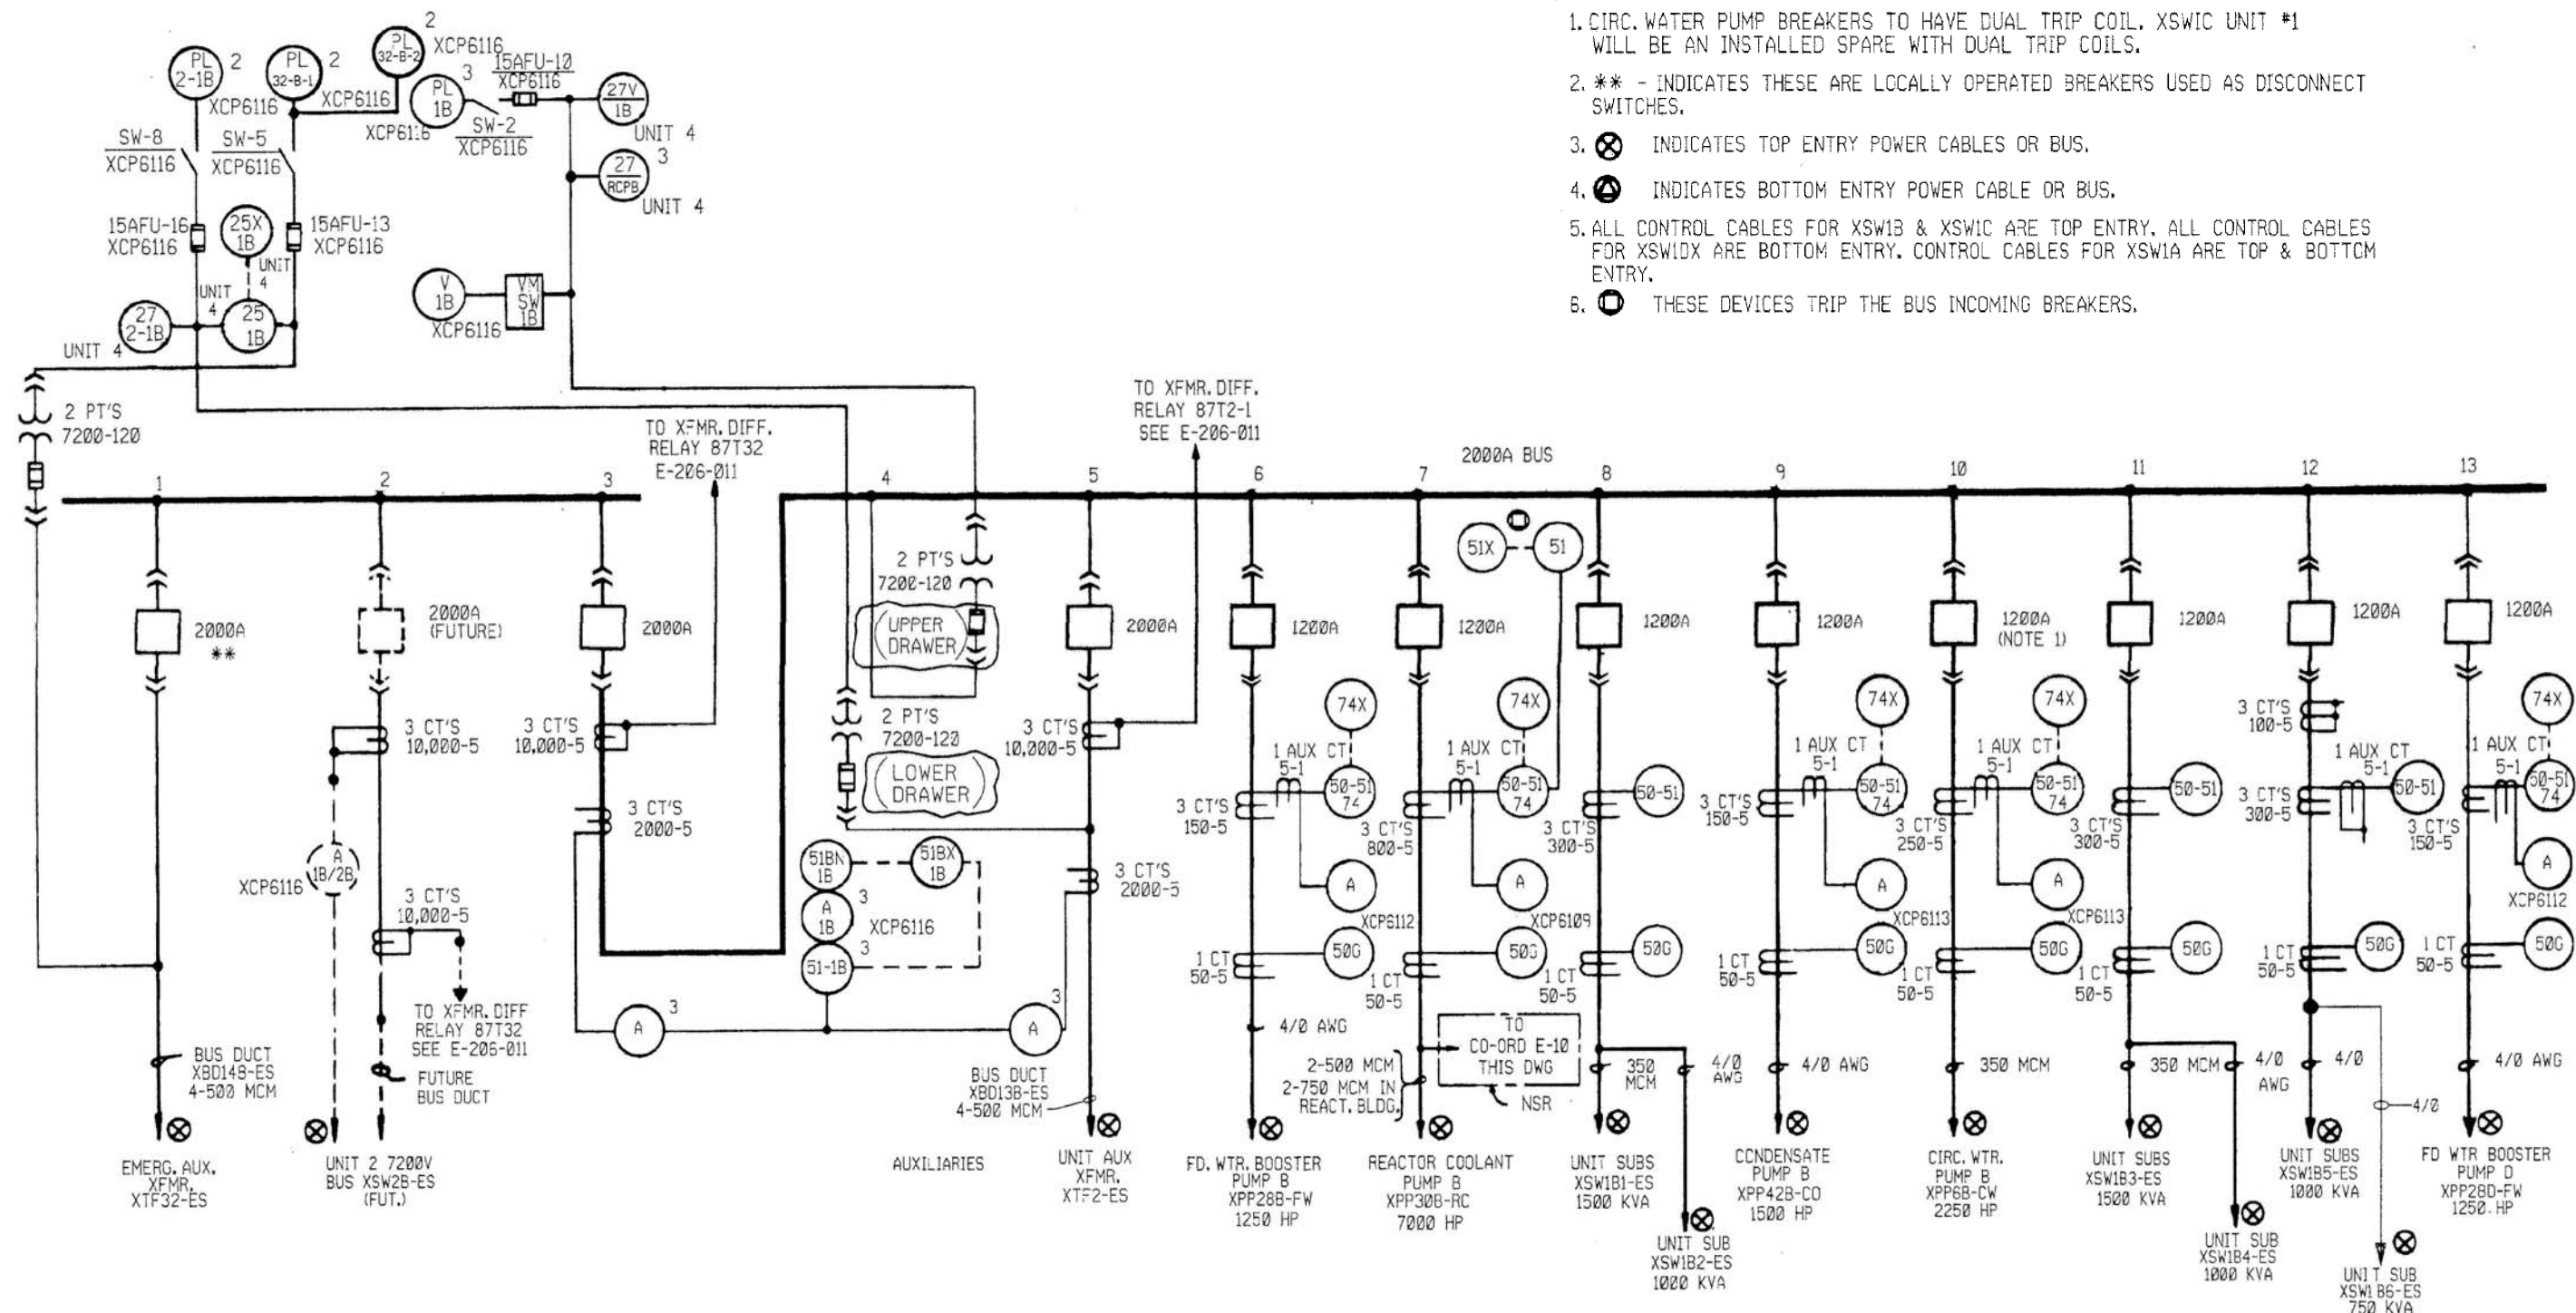 1. CIRC. WATER PUMP BREAKERS TO HAVE DUAL TRIP COIL. XSW1C UNIT #1
WILL BE AN INSTALLED SPARE WITH DUAL TRIP COILS.
2. ** - INDICATES THESE ARE LOCALLY OPERATED BREAKERS USED AS DISCONNECT
SWITCHES.
3. INDICATES TOP ENTRY POWER CABLES OR BUS.
4. INDICATES BOTTOM ENTRY POWER CABLE OR BUS.
5. ALL CONTROL CABLES FOR XSW1B & XSW1C ARE TOP ENTRY. ALL CONTROL CABLES
FOR XSW1DX ARE BOTTOM ENTRY. CONTROL CABLES FOR XSW1A ARE TOP & BOTTOM
ENTRY.
6. THESE DEVICES TRIP THE BUS INCOMING BREAKERS.
PL
2-1B
2
XCP6116
PL
32-B-1
2
XCP6116
PL
32-B-2
2
XCP6116
PL
1B
3
XCP6116
15AFU-10
XCP6116
SW-2
XCP6116
27V
1B
UNIT 4
27
RCPB
3
UNIT 4
SW-8
XCP6116
SW-5
XCP6116
15AFU-16
XCP6116
25X
1B
15AFU-13
XCP6116
UNIT
4
UNIT
4
27
2-1B
UNIT 4
25
1B
V
1B
XCP6116
VM
SW
1B
2 PT'S
7200-120
TO XFMR. DIFF.
RELAY 87T32
E-206-011
TO XFMR. DIFF.
RELAY 87T2-1
SEE E-206-011
2000A BUS
1
2
3
4
5
6
7
8
9
10
11
12
13
2000A
**
2000A
(FUTURE)
2000A
2 PT'S
7200-120
UPPER
DRAWER
2000A
1200A
1200A
51X
51
1200A
1200A
1200A
(NOTE 1)
1200A
1200A
1200A
3 CT'S
10,000-5
3 CT'S
10,000-5
2 PT'S
7200-120
LOWER
DRAWER
3 CT'S
10,000-5
3 CT'S
2000-5
A
1B/2B
XCP6116
3 CT'S
10,000-5
TO XFMR. DIFF
RELAY 87T32
SEE E-206-011
FUTURE
BUS DUCT
51BN
1B
51BX
1B
A
1B
3
XCP6116
51-1B
3
3 CT'S
2000-5
A
3
A
3
BUS DUCT
XBD14B-ES
4-500 MCM
BUS DUCT
XBD13B-ES
4-500 MCM
74X
1 AUX CT
5-1
50-51
74
3 CT'S
150-5
A
XCP6112
50G
1 CT
50-5
4/0 AWG
74X
1 AUX CT
5-1
50-51
74
3 CT'S
800-5
A
XCP6109
50G
1 CT
50-5
TO
CO-ORD E-10
THIS DWG
NSR
2-500 MCM
2-750 MCM IN
REACT. BLDG.
50-51
3 CT'S
300-5
50G
1 CT
50-5
350
MCM
4/0
AWG
74X
1 AUX CT
5-1
50-51
74
3 CT'S
150-5
A
XCP6113
50G
1 CT
50-5
4/0 AWG
74X
1 AUX CT
5-1
50-51
74
3 CT'S
250-5
A
XCP6113
50G
1 CT
50-5
350 MCM
50-51
3 CT'S
300-5
50G
1 CT
50-5
350 MCM
4/0
AWG
3 CT'S
100-5
1 AUX CT
5-1
50-51
3 CT'S
300-5
50G
1 CT
50-5
4/0
4/0
74X
1 AUX CT
5-1
50-51
74
3 CT'S
150-5
A
XCP6112
50G
1 CT
50-5
4/0 AWG
EMERG. AUX.
XFMR.
XTF32-ES
UNIT 2 7200V
BUS XSW2B-ES
(FUT.)
AUXILIARIES
UNIT AUX
XFMR.
XTF2-ES
FD. WTR. BOOSTER
PUMP B
XPP28B-FW
1250 HP
REACTOR COOLANT
PUMP B
XPP30B-RC
7000 HP
UNIT SUBS
XSW1B1-ES
1500 KVA
UNIT SUB
XSW1B2-ES
1000 KVA
CONDENSATE
PUMP B
XPP42B-CO
1500 HP
CIRC. WTR.
PUMP B
XPP6B-CW
2250 HP
UNIT SUBS
XSW1B3-ES
1500 KVA
UNIT SUB
XSW1B4-ES
1000 KVA
UNIT SUBS
XSW1B5-ES
1000 KVA
UNIT SUB
XSW1B6-ES
750 KVA
FD WTR BOOSTER
PUMP D
XPP28D-FW
1250 HP